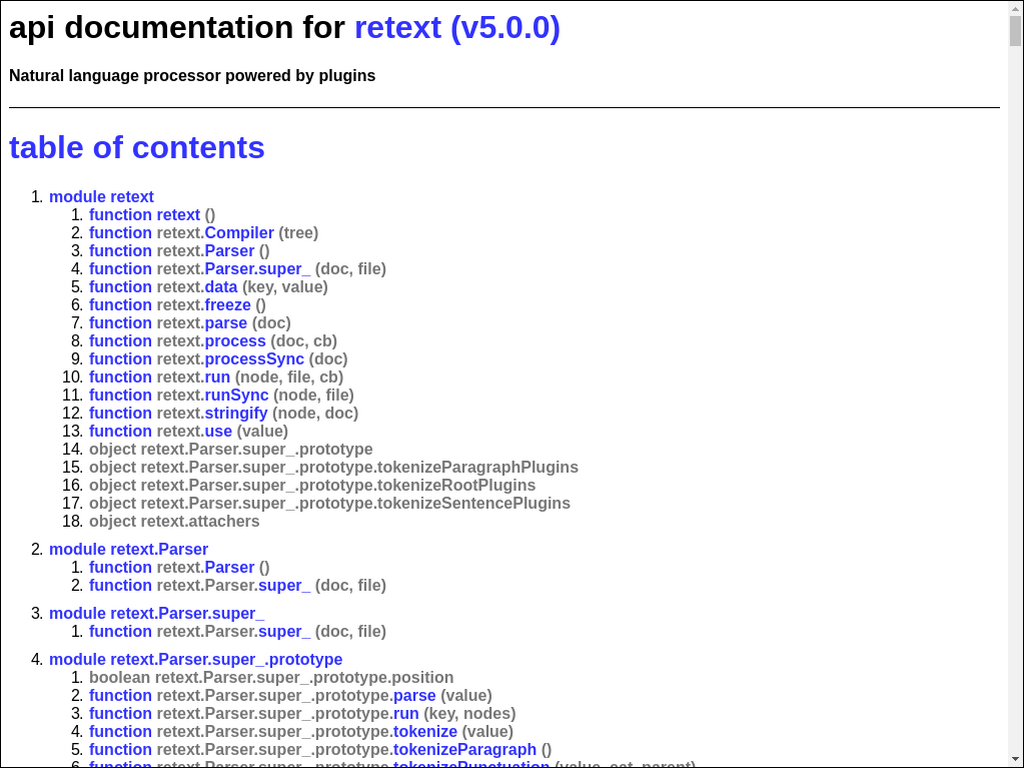 api documentation for retext (v5.0.0)
Natural language processor powered by plugins
table of contents
1. module retext
1. function retext ()
2. function retext.Compiler (tree)
3. function retext.Parser ()
4. function retext.Parser.super_ (doc, file)
5. function retext.data (key, value)
6. function retext.freeze ()
7. function retext.parse (doc)
8. function retext.process (doc, cb)
9. function retext.processSync (doc)
10. function retext.run (node, file, cb)
11. function retext.runSync (node, file)
12. function retext.stringify (node, doc)
13. function retext.use (value)
14. object retext.Parser.super_.prototype
15. object retext.Parser.super_.prototype.tokenizeParagraphPlugins
16. object retext.Parser.super_.prototype.tokenizeRootPlugins
17. object retext.Parser.super_.prototype.tokenizeSentencePlugins
18. object retext.attachers
2. module retext.Parser
1. function retext.Parser ()
2. function retext.Parser.super_ (doc, file)
3. module retext.Parser.super_
1. function retext.Parser.super_ (doc, file)
4. module retext.Parser.super_.prototype
1. boolean retext.Parser.super_.prototype.position
2. function retext.Parser.super_.prototype.parse (value)
3. function retext.Parser.super_.prototype.run (key, nodes)
4. function retext.Parser.super_.prototype.tokenize (value)
5. function retext.Parser.super_.prototype.tokenizeParagraph ()
6. function retext.Parser.super_.prototype.tokenizePunctuation (value, eat, parent)